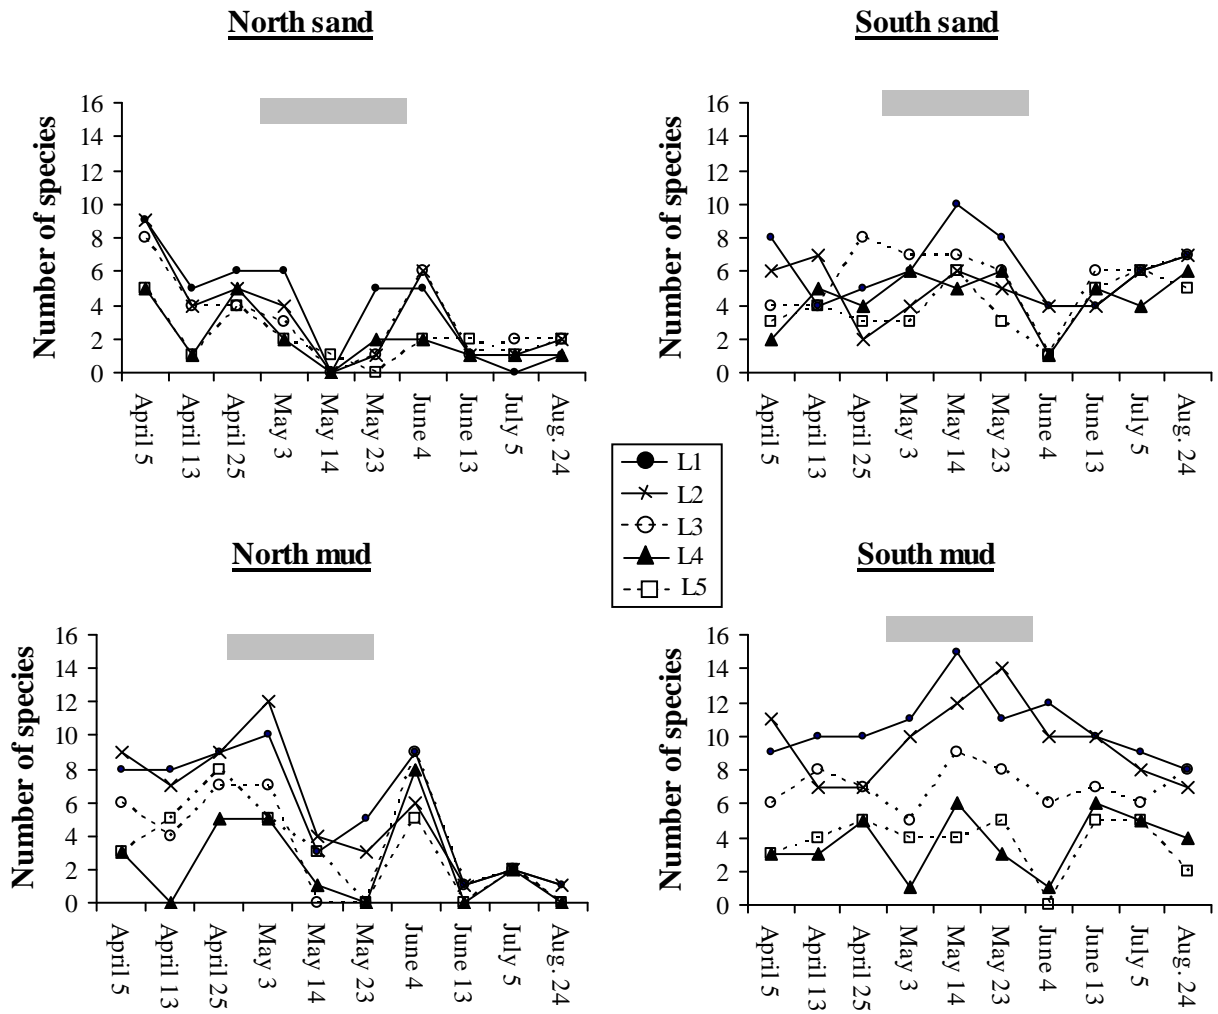 North sand
South sand
Number of species
16
14
12
10
8
6
4
2
0
April 5
April 13
April 25
May 3
May 14
May 23
June 4
June 13
July 5
Aug. 24
Number of species
16
14
12
10
8
6
4
2
0
April 5
April 13
April 25
May 3
May 14
May 23
June 4
June 13
July 5
Aug. 24
L1
L2
L3
L4
L5
North mud
South mud
Number of species
16
14
12
10
8
6
4
2
0
April 5
April 13
April 25
May 3
May 14
May 23
June 4
June 13
July 5
Aug. 24
Number of species
16
14
12
10
8
6
4
2
0
April 5
April 13
April 25
May 3
May 14
May 23
June 4
June 13
July 5
Aug. 24